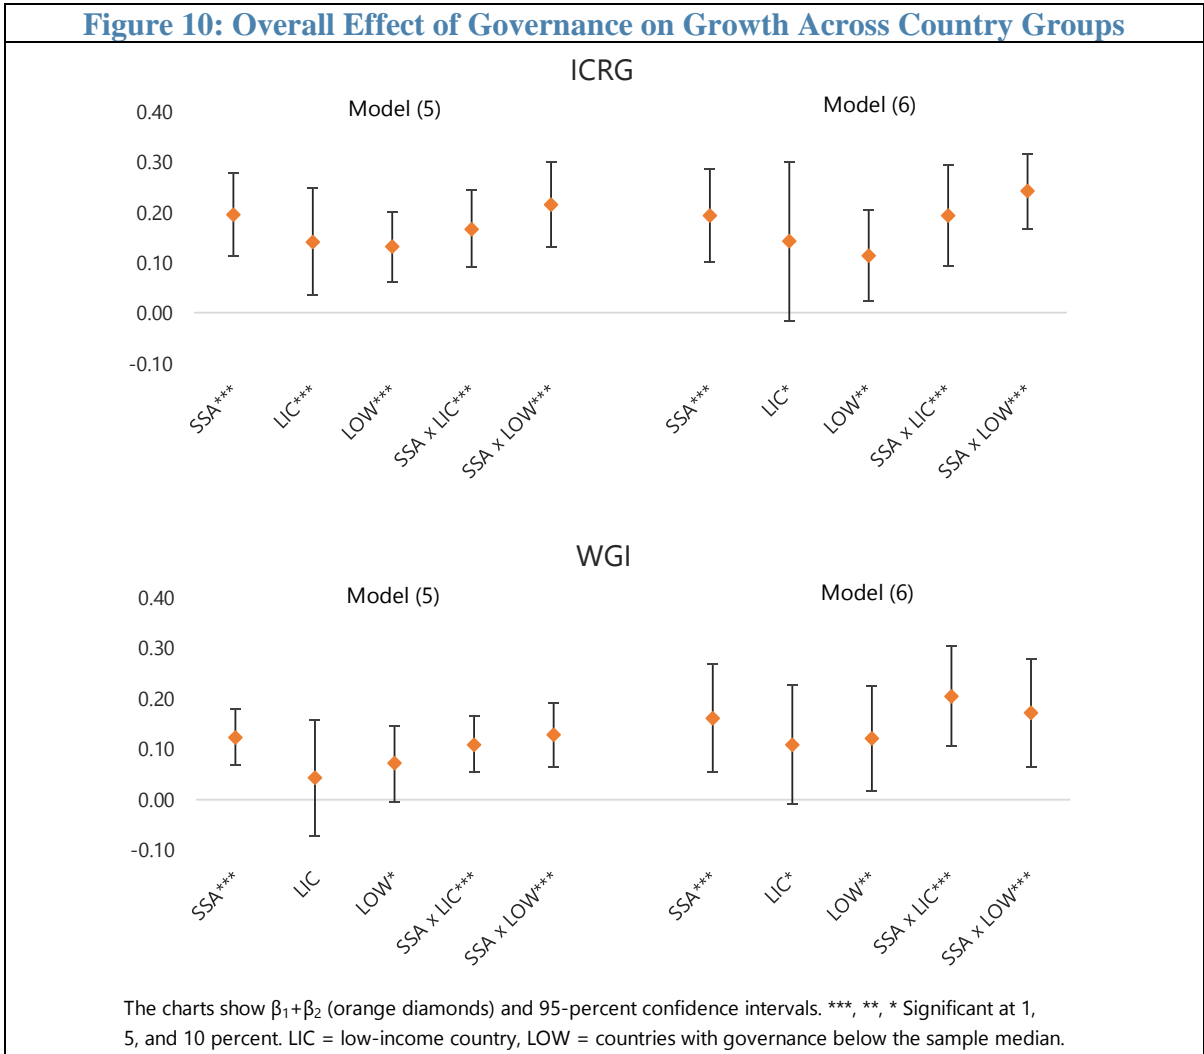 Figure 10: Overall Effect of Governance on Growth Across Country Groups
ICRG
Model (5)
Model (6)
0.40
0.30
0.20
0.10
0.00
-0.10
SSA***
LIC***
LOW***
SSA x LIC***
SSA x LOW***
SSA***
LIC*
LOW**
SSA x LIC***
SSA x LOW***
WGI
Model (5)
Model (6)
0.40
0.30
0.20
0.10
0.00
-0.10
SSA***
LIC
LOW*
SSA x LIC***
SSA x LOW***
SSA***
LIC*
LOW**
SSA x LIC***
SSA x LOW***
The charts show β₁+β₂ (orange diamonds) and 95-percent confidence intervals. ***, **, * Significant at 1,
5, and 10 percent. LIC = low-income country, LOW = countries with governance below the sample median.